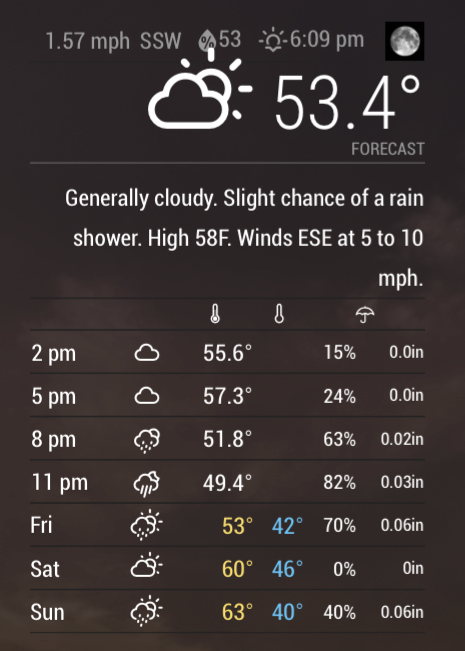 1.57 mph SSW 53 6:09 pm
53.4°
FORECAST
Generally cloudy. Slight chance of a rain
shower. High 58F. Winds ESE at 5 to 10
mph.
2 pm 55.6° 15% 0.0in
5 pm 57.3° 24% 0.0in
8 pm 51.8° 63% 0.02in
11 pm 49.4° 82% 0.03in
Fri 53° 42° 70% 0.06in
Sat 60° 46° 0% 0in
Sun 63° 40° 40% 0.06in